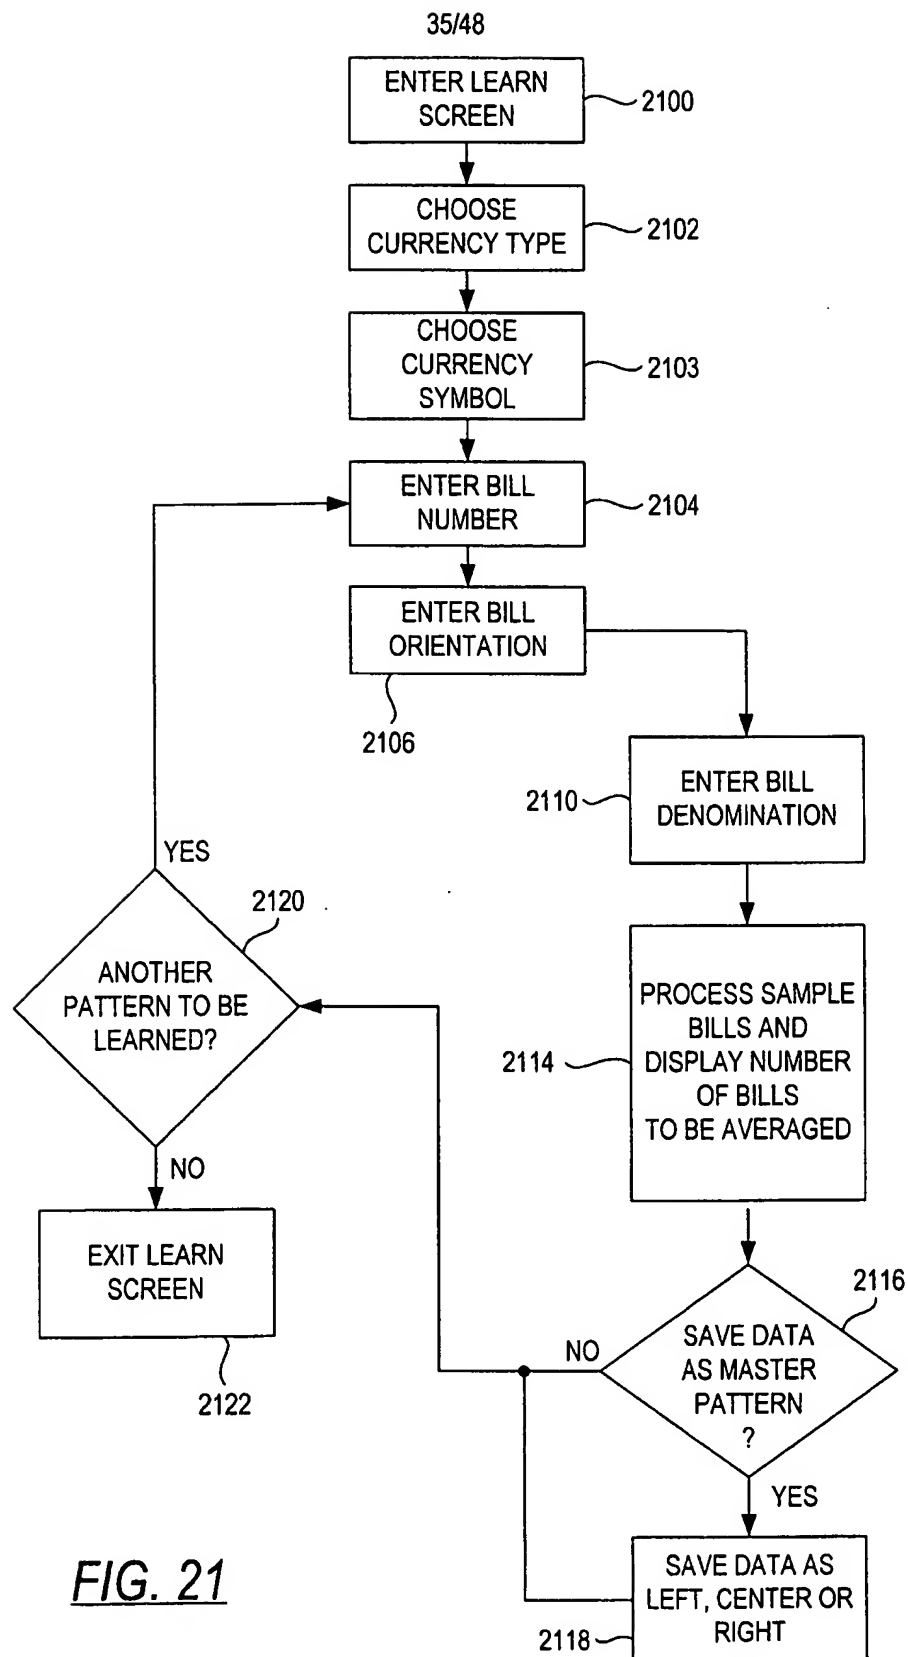 35/48
ENTER LEARN
SCREEN
2100
CHOOSE
CURRENCY TYPE
2102
CHOOSE
CURRENCY
SYMBOL
2103
ENTER BILL
NUMBER
2104
ENTER BILL
ORIENTATION
2106
ENTER BILL
DENOMINATION
2110
PROCESS SAMPLE
BILLS AND
DISPLAY NUMBER
OF BILLS
TO BE AVERAGED
2114
SAVE DATA
AS MASTER
PATTERN
?
2116
NO
YES
SAVE DATA AS
LEFT, CENTER OR
RIGHT
2118
YES
2120
ANOTHER
PATTERN TO BE
LEARNED?
NO
EXIT LEARN
SCREEN
2122
FIG. 21